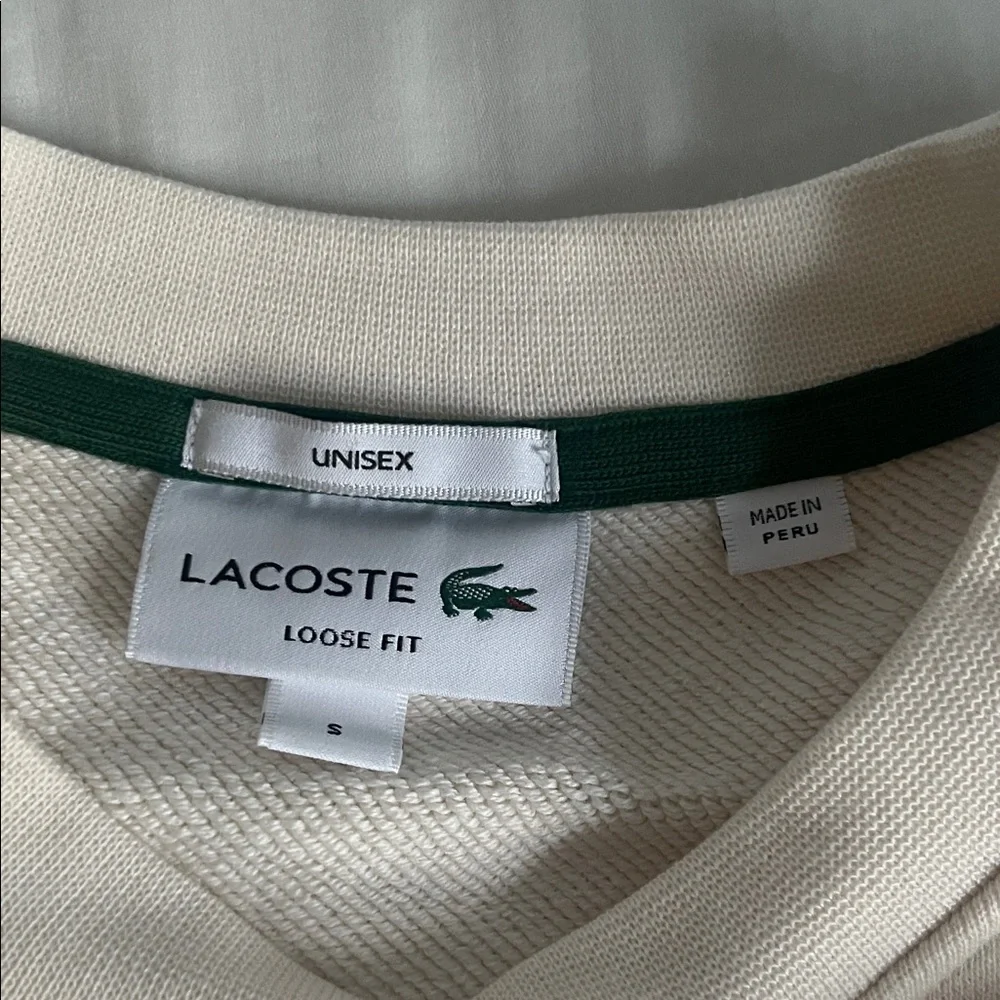 UNISEX
LACOSTE
LOOSE FIT
S
MADE IN
PERU